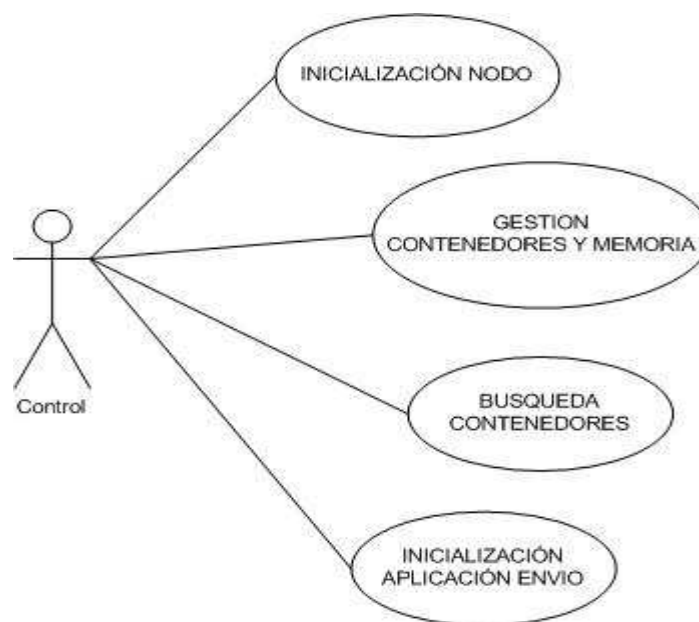 INICIALIZACIÓN NODO
GESTION
CONTENEDORES Y MEMORIA
Control
BUSQUEDA
CONTENEDORES
INICIALIZACIÓN
APLICACIÓN ENVIO